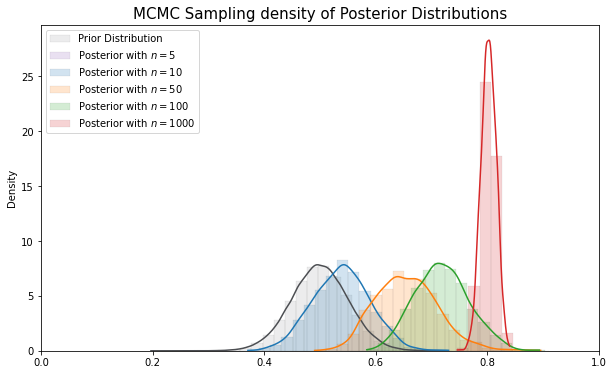 MCMC Sampling density of Posterior Distributions
Prior Distribution
Posterior with n = 5
Posterior with n = 10
Posterior with n = 50
Posterior with n = 100
Posterior with n = 1000
Density
25
20
15
10
5
0
0.0 0.2 0.4 0.6 0.8 1.0